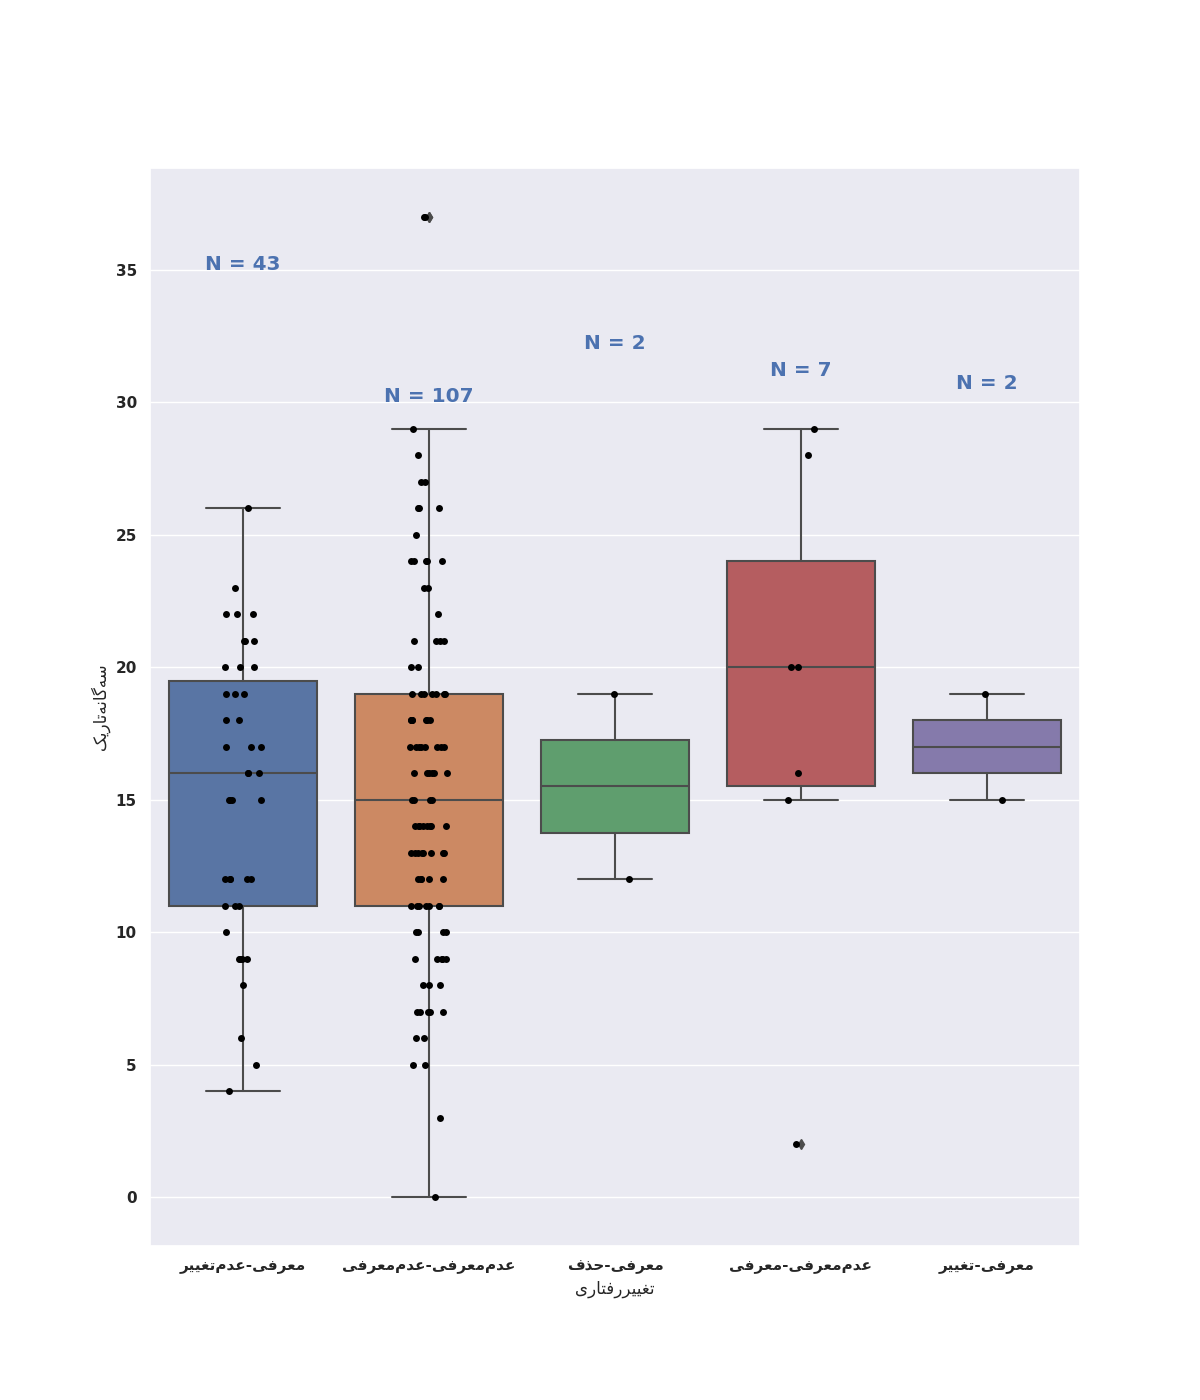 N = 43
N = 107
N = 2
N = 7
N = 2
35
30
25
20
15
10
5
0
سه‌گانه‌تاریک
معرفی-عدم‌تغییر
عدم‌معرفی-عدم‌معرفی
معرفی-حذف
عدم‌معرفی-معرفی
معرفی-تغییر
تغییررفتاری